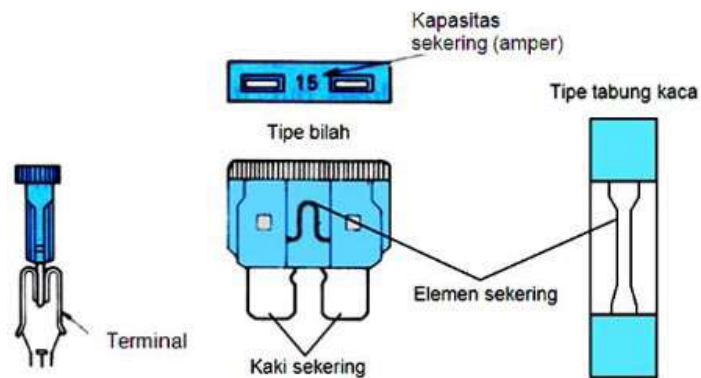 Kapasitas
sekering (amper)
15
Tipe bilah
Tipe tabung kaca
Elemen sekering
Terminal
Kaki sekering